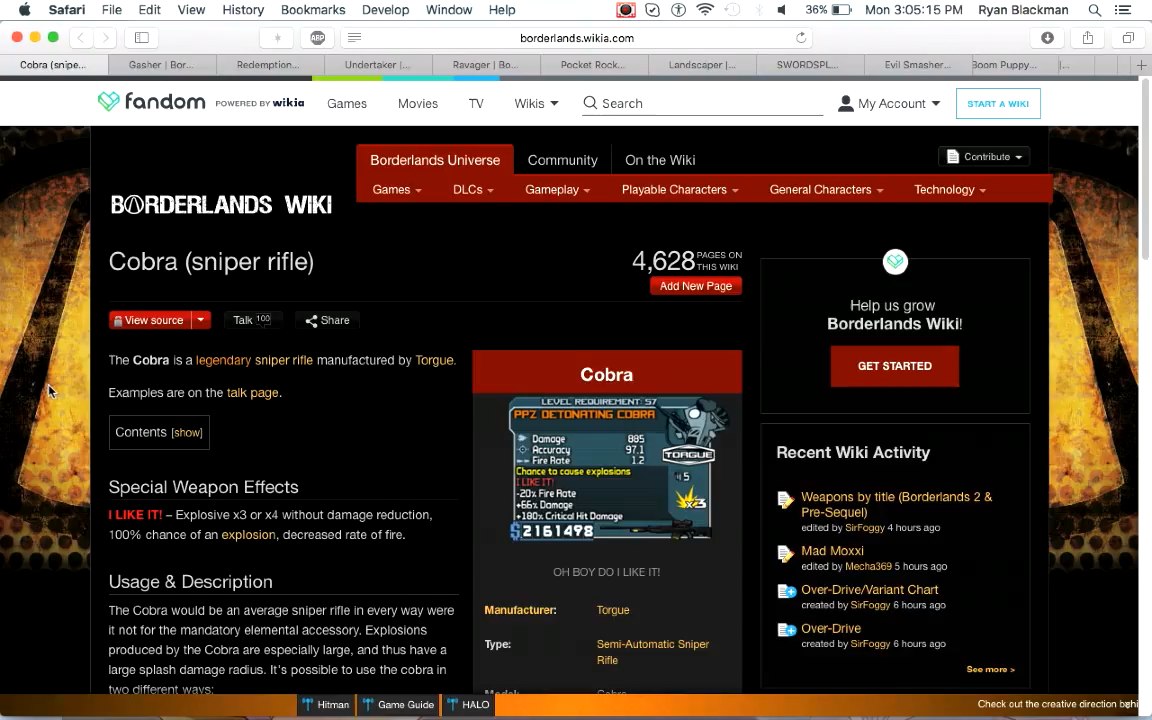 Safari File Edit View History Bookmarks Develop Window Help 36% Mon 3:05:15 PM Ryan Blackman
ABP borderlands.wikia.com
Cobra (snipe... Gasher | Bor... Redemption... Undertaker |... Ravager | Bo... Pocket Rock... Landscaper |... SWORDSPL... Evil Smasher... Boom Puppy... |...
fandom POWERED BY wikia Games Movies TV Wikis Search My Account START A WIKI
Borderlands Universe Community On the Wiki Contribute
Games DLCs Gameplay Playable Characters General Characters Technology
BORDERLANDS WIKI
Cobra (sniper rifle)
4,628 PAGES ON THIS WIKI
Add New Page
View source Talk 100 Share
The Cobra is a legendary sniper rifle manufactured by Torgue.
Examples are on the talk page.
Contents [show]
Special Weapon Effects
I LIKE IT! – Explosive x3 or x4 without damage reduction,
100% chance of an explosion, decreased rate of fire.
Usage & Description
The Cobra would be an average sniper rifle in every way were
it not for the mandatory elemental accessory. Explosions
produced by the Cobra are especially large, and thus have a
large splash damage radius. It's possible to use the cobra in
two different ways:
Cobra
LEVEL REQUIREMENT: 57
PPZ DETONATING COBRA
Damage 885
Accuracy 97.1
Fire Rate 1.2
TORGUE
Chance to cause explosions
5
I LIKE IT!
x3
-20% Fire Rate
+66% Damage
+180% Critical Hit Damage
$2161498
OH BOY DO I LIKE IT!
Manufacturer: Torgue
Type: Semi-Automatic Sniper
Rifle
Model: Cobra
Help us grow
Borderlands Wiki!
GET STARTED
Recent Wiki Activity
Weapons by title (Borderlands 2 &
Pre-Sequel)
edited by SirFoggy 4 hours ago
Mad Moxxi
edited by Mecha369 5 hours ago
Over-Drive/Variant Chart
created by SirFoggy 6 hours ago
Over-Drive
created by SirFoggy 6 hours ago
See more >
Hitman Game Guide HALO Check out the creative direction behi